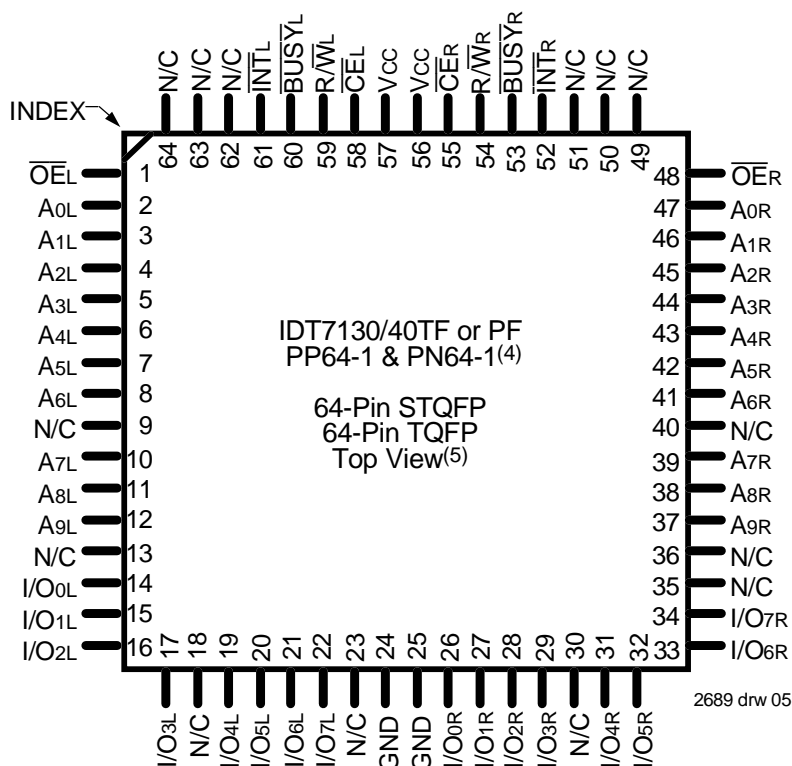 N/C
N/C
N/C
INTL
BUSYL
R/WL
CEL
VCC
VCC
CER
R/WR
BUSYR
INTR
N/C
N/C
N/C
INDEX
64
63
62
61
60
59
58
57
56
55
54
53
52
51
50
49
OEL 1
A0L 2
A1L 3
A2L 4
A3L 5
A4L 6
A5L 7
A6L 8
N/C 9
A7L 10
A8L 11
A9L 12
N/C 13
I/O0L 14
I/O1L 15
I/O2L 16
IDT7130/40TF or PF
PP64-1 & PN64-1(4)
64-Pin STQFP
64-Pin TQFP
Top View(5)
48 OER
47 A0R
46 A1R
45 A2R
44 A3R
43 A4R
42 A5R
41 A6R
40 N/C
39 A7R
38 A8R
37 A9R
36 N/C
35 N/C
34 I/O7R
33 I/O6R
17
18
19
20
21
22
23
24
25
26
27
28
29
30
31
32
I/O3L
N/C
I/O4L
I/O5L
I/O6L
I/O7L
N/C
GND
GND
I/O0R
I/O1R
I/O2R
I/O3R
N/C
I/O4R
I/O5R
2689 drw 05